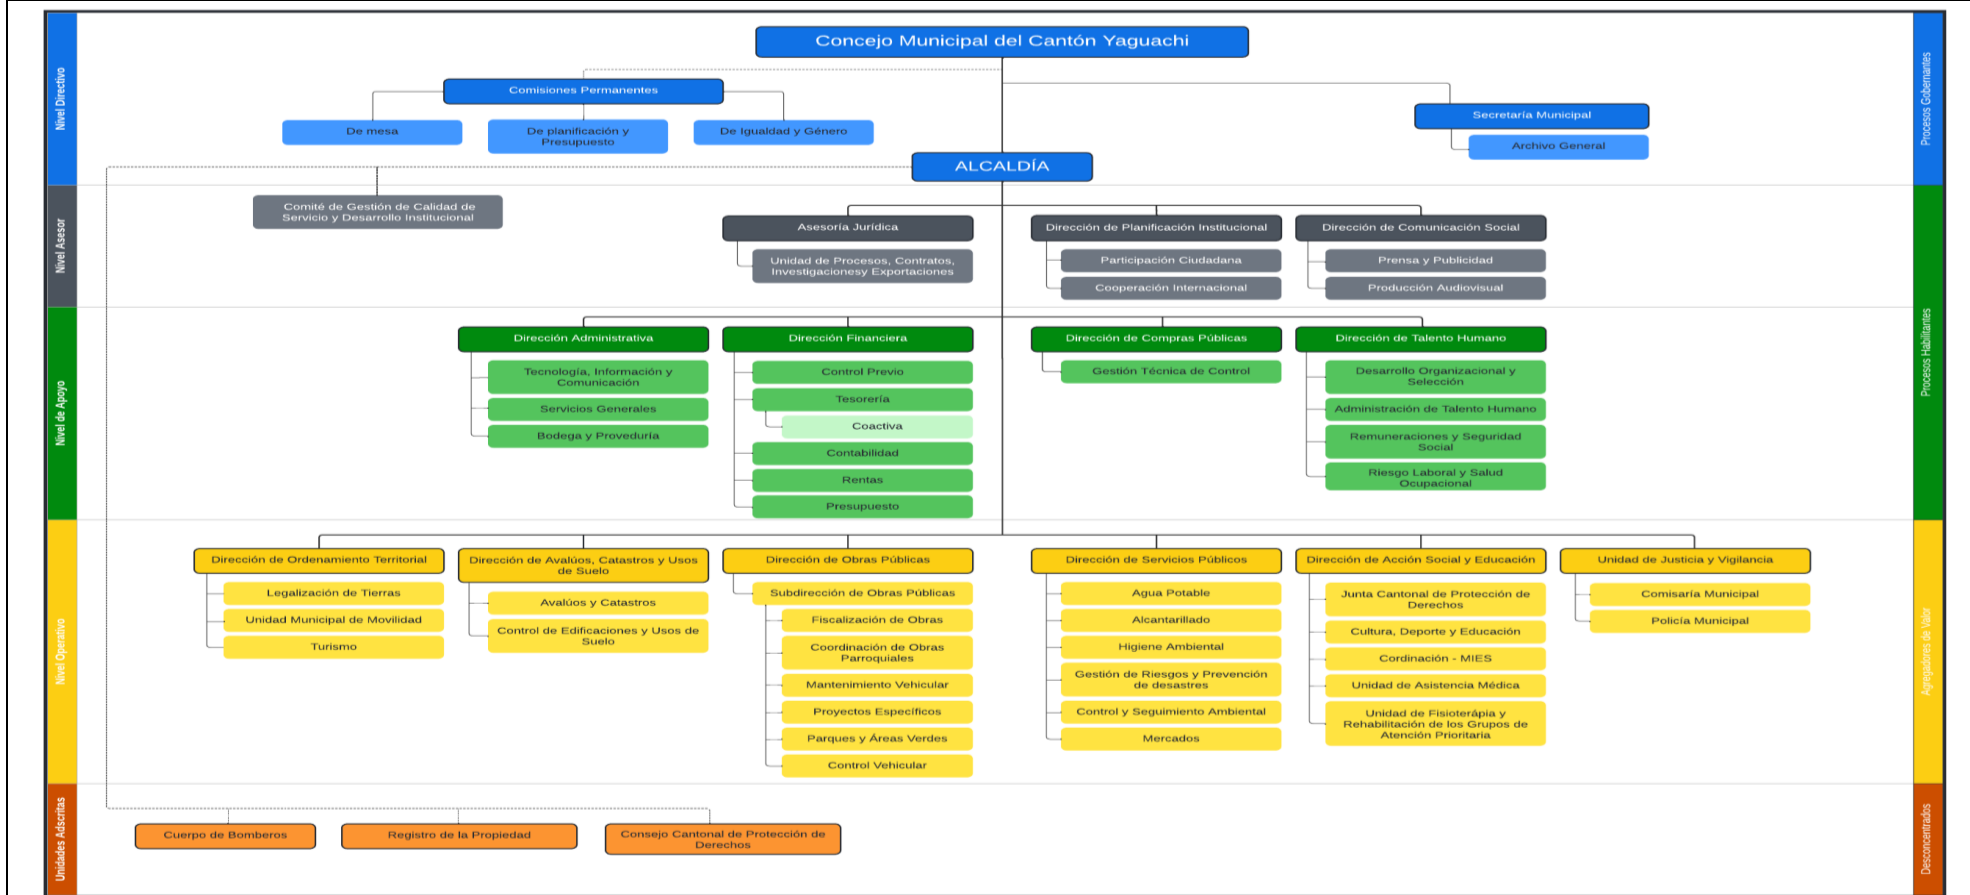 Concejo Municipal del Cantón Yaguachi
Nivel Directivo
Procesos Gobernantes
Comisiones Permanentes
De mesa
De planificación y
Presupuesto
De Igualdad y Género
Secretaría Municipal
Archivo General
ALCALDÍA
Nivel Asesor
Procesos Habilitantes
Comité de Gestión de Calidad de
Servicio y Desarrollo Institucional
Asesoría Jurídica
Unidad de Procesos, Contratos,
Investigacionesy Exportaciones
Dirección de Planificación Institucional
Participación Ciudadana
Cooperación Internacional
Dirección de Comunicación Social
Prensa y Publicidad
Producción Audiovisual
Nivel de Apoyo
Dirección Administrativa
Tecnología, Información y
Comunicación
Servicios Generales
Bodega y Proveduría
Dirección Financiera
Control Previo
Tesorería
Coactiva
Contabilidad
Rentas
Presupuesto
Dirección de Compras Públicas
Gestión Técnica de Control
Dirección de Talento Humano
Desarrollo Organizacional y
Selección
Administración de Talento Humano
Remuneraciones y Seguridad
Social
Riesgo Laboral y Salud
Ocupacional
Nivel Operativo
Agregadores de Valor
Dirección de Ordenamiento Territorial
Legalización de Tierras
Unidad Municipal de Movilidad
Turismo
Dirección de Avalúos, Catastros y Usos
de Suelo
Avalúos y Catastros
Control de Edificaciones y Usos de
Suelo
Dirección de Obras Públicas
Subdirección de Obras Públicas
Fiscalización de Obras
Coordinación de Obras
Parroquiales
Mantenimiento Vehicular
Proyectos Específicos
Parques y Áreas Verdes
Control Vehicular
Dirección de Servicios Públicos
Agua Potable
Alcantarillado
Higiene Ambiental
Gestión de Riesgos y Prevención
de desastres
Control y Seguimiento Ambiental
Mercados
Dirección de Acción Social y Educación
Junta Cantonal de Protección de
Derechos
Cultura, Deporte y Educación
Cordinación - MIES
Unidad de Asistencia Médica
Unidad de Fisioterápia y
Rehabilitación de los Grupos de
Atención Prioritaria
Unidad de Justicia y Vigilancia
Comisaría Municipal
Policía Municipal
Unidades Adscritas
Desconcentrados
Cuerpo de Bomberos
Registro de la Propiedad
Consejo Cantonal de Protección de
Derechos